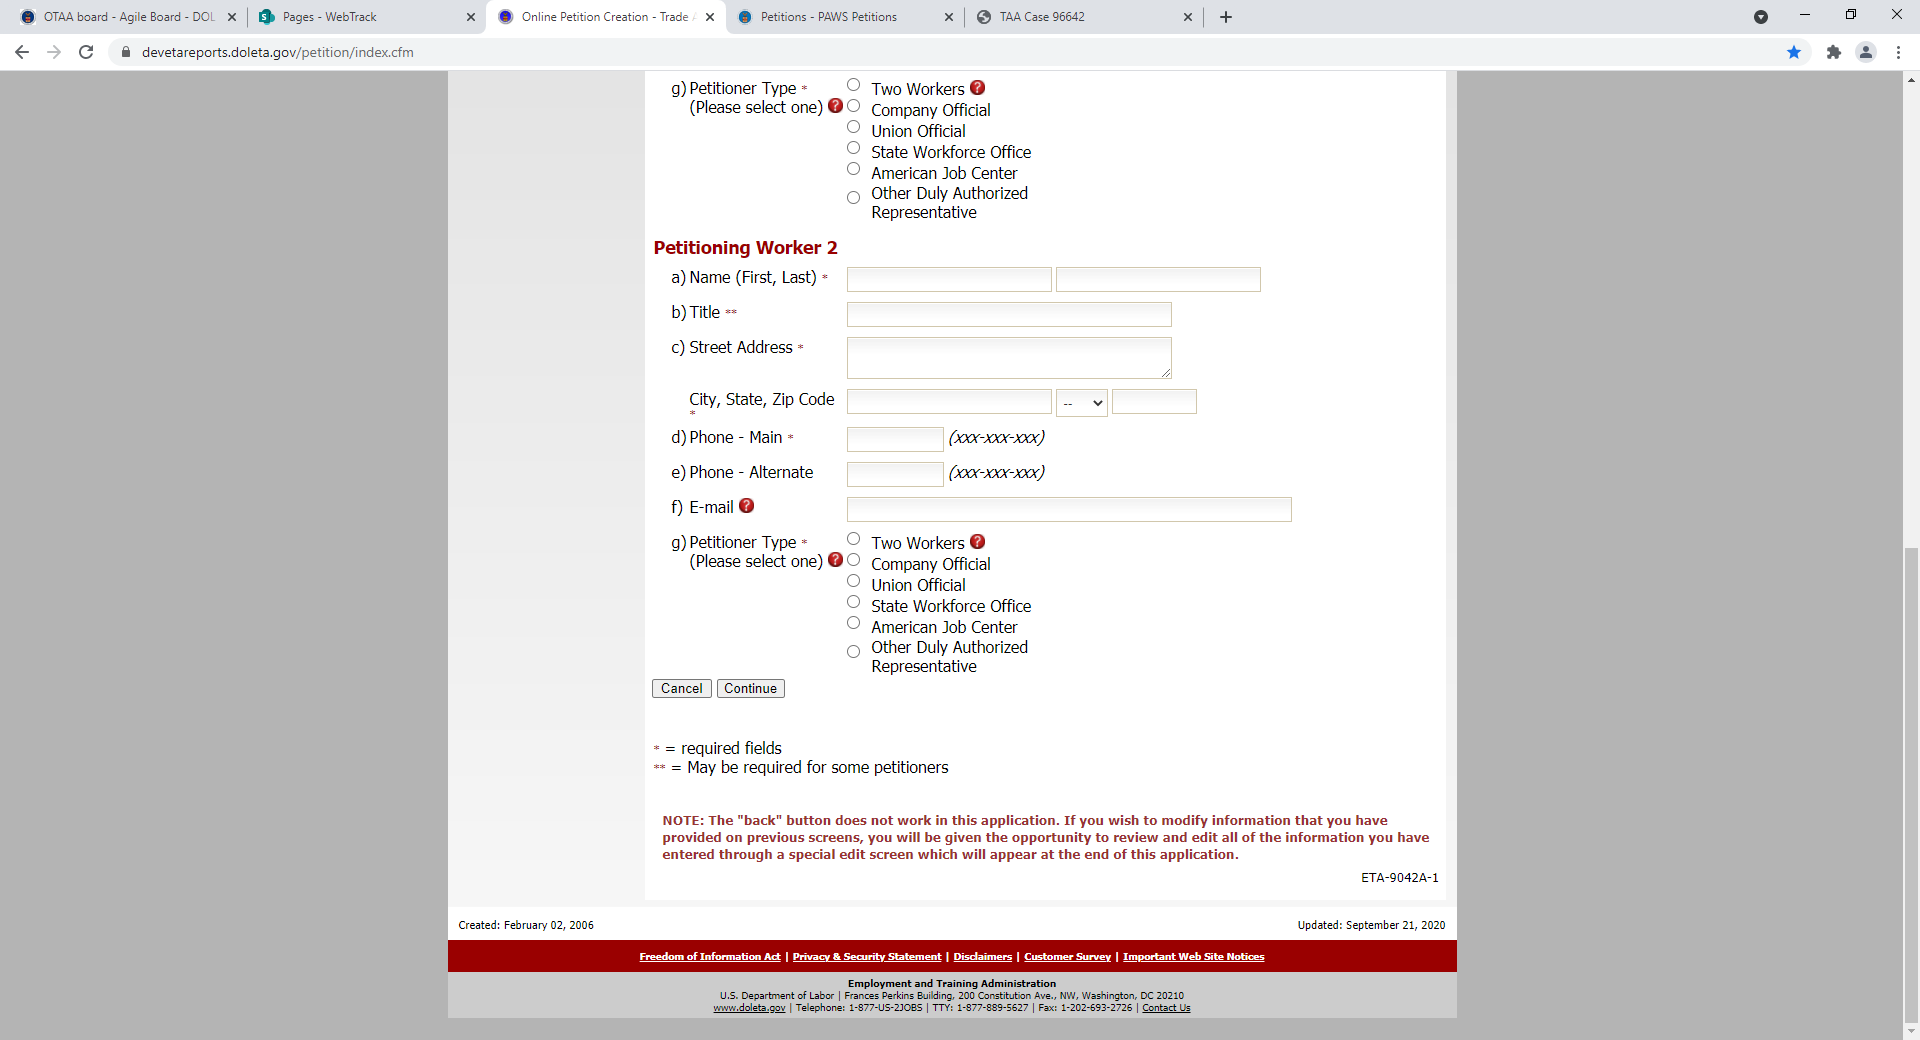 OTAA board - Agile Board - DOL
Pages - WebTrack
Online Petition Creation - Trade
Petitions - PAWS Petitions
TAA Case 96642
devetareports.doleta.gov/petition/index.cfm
g) Petitioner Type *
(Please select one) ?
Two Workers ?
Company Official
Union Official
State Workforce Office
American Job Center
Other Duly Authorized
Representative
Petitioning Worker 2
a) Name (First, Last) *
b) Title **
c) Street Address *
City, State, Zip Code
*
--
d) Phone - Main * (xxx-xxx-xxx)
e) Phone - Alternate (xxx-xxx-xxx)
f) E-mail ?
g) Petitioner Type *
(Please select one) ?
Two Workers ?
Company Official
Union Official
State Workforce Office
American Job Center
Other Duly Authorized
Representative
Cancel Continue
* = required fields
** = May be required for some petitioners
NOTE: The "back" button does not work in this application. If you wish to modify information that you have
provided on previous screens, you will be given the opportunity to review and edit all of the information you have
entered through a special edit screen which will appear at the end of this application.
ETA-9042A-1
Created: February 02, 2006
Updated: September 21, 2020
Freedom of Information Act | Privacy & Security Statement | Disclaimers | Customer Survey | Important Web Site Notices
Employment and Training Administration
U.S. Department of Labor | Frances Perkins Building, 200 Constitution Ave., NW, Washington, DC 20210
www.doleta.gov | Telephone: 1-877-US-2JOBS | TTY: 1-877-889-5627 | Fax: 1-202-693-2726 | Contact Us